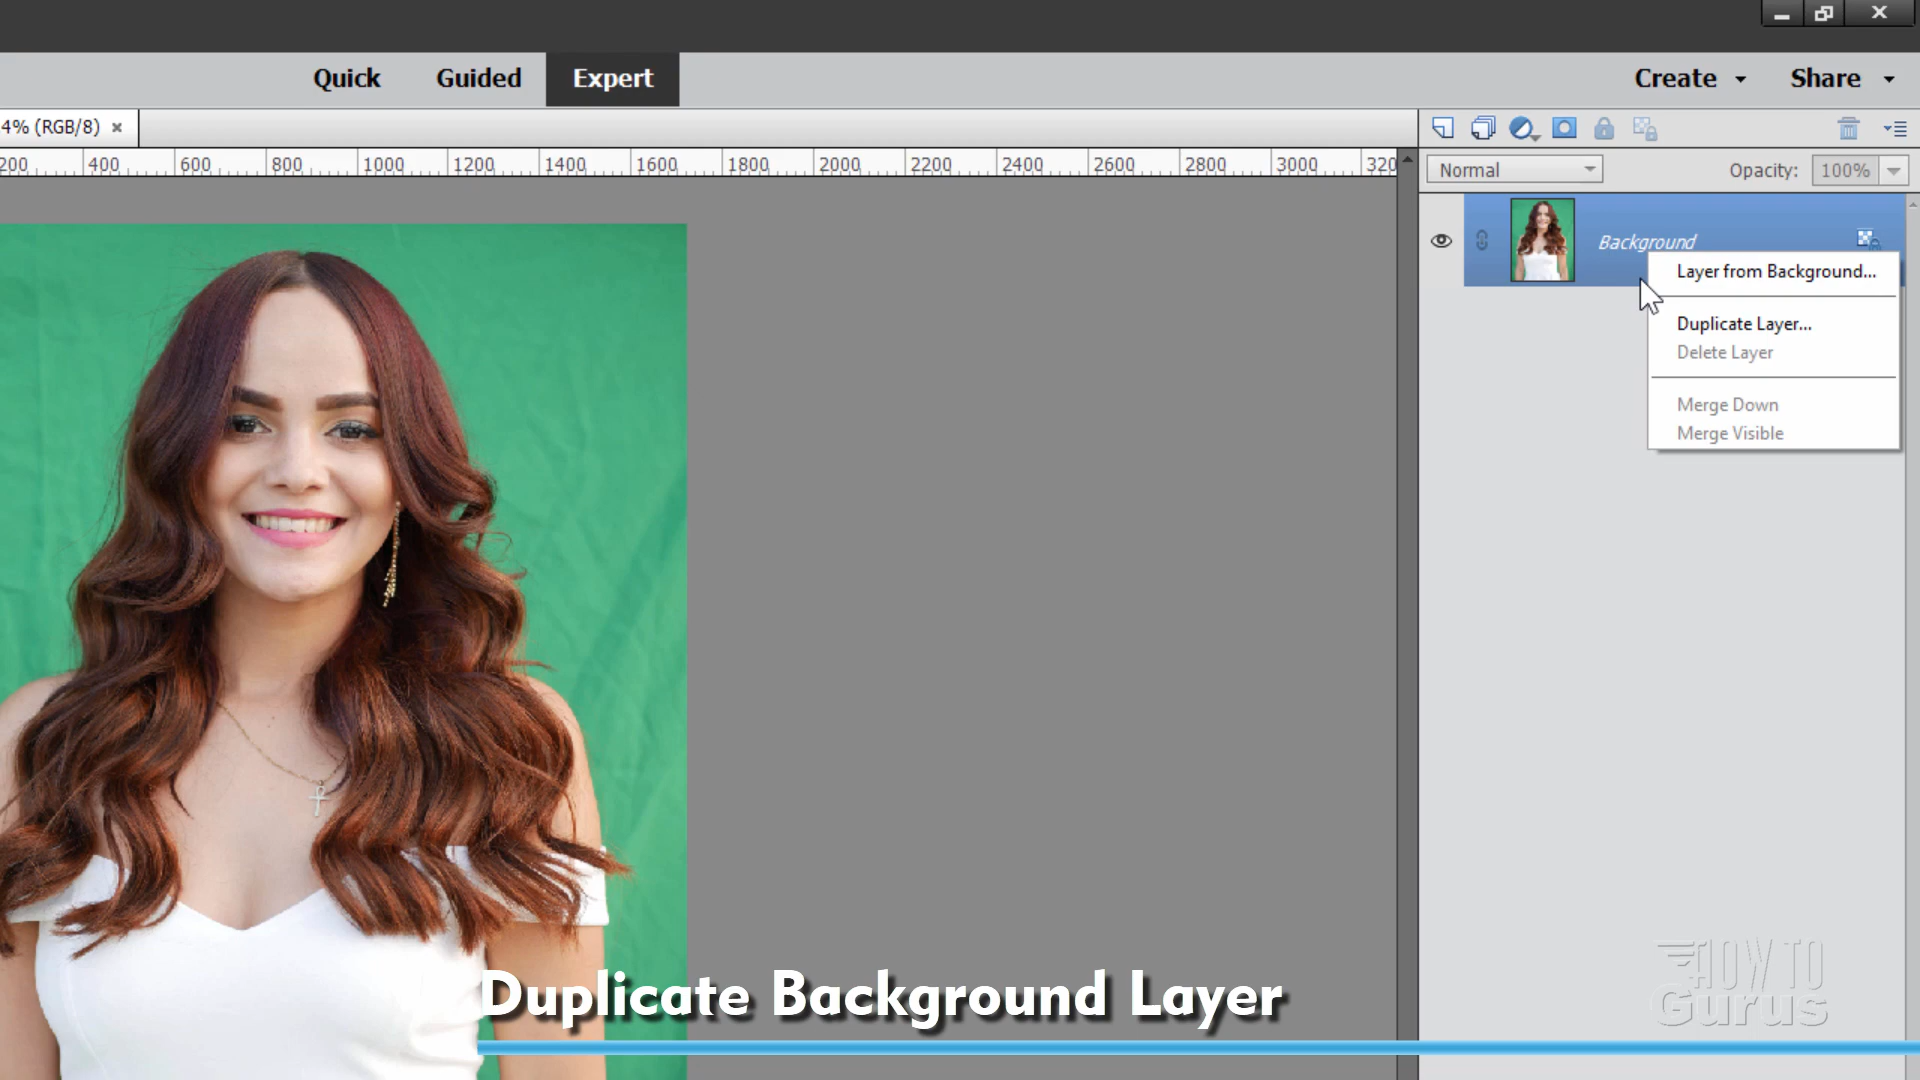 Quick Guided Expert Create Share
4% (RGB/8) ×
200 400 600 800 1000 1200 1400 1600 1800 2000 2200 2400 2600 2800 3000 320
Normal Opacity: 100%
Background
Layer from Background...
Duplicate Layer...
Delete Layer
Merge Down
Merge Visible
HOW TO
Gurus
Duplicate Background Layer